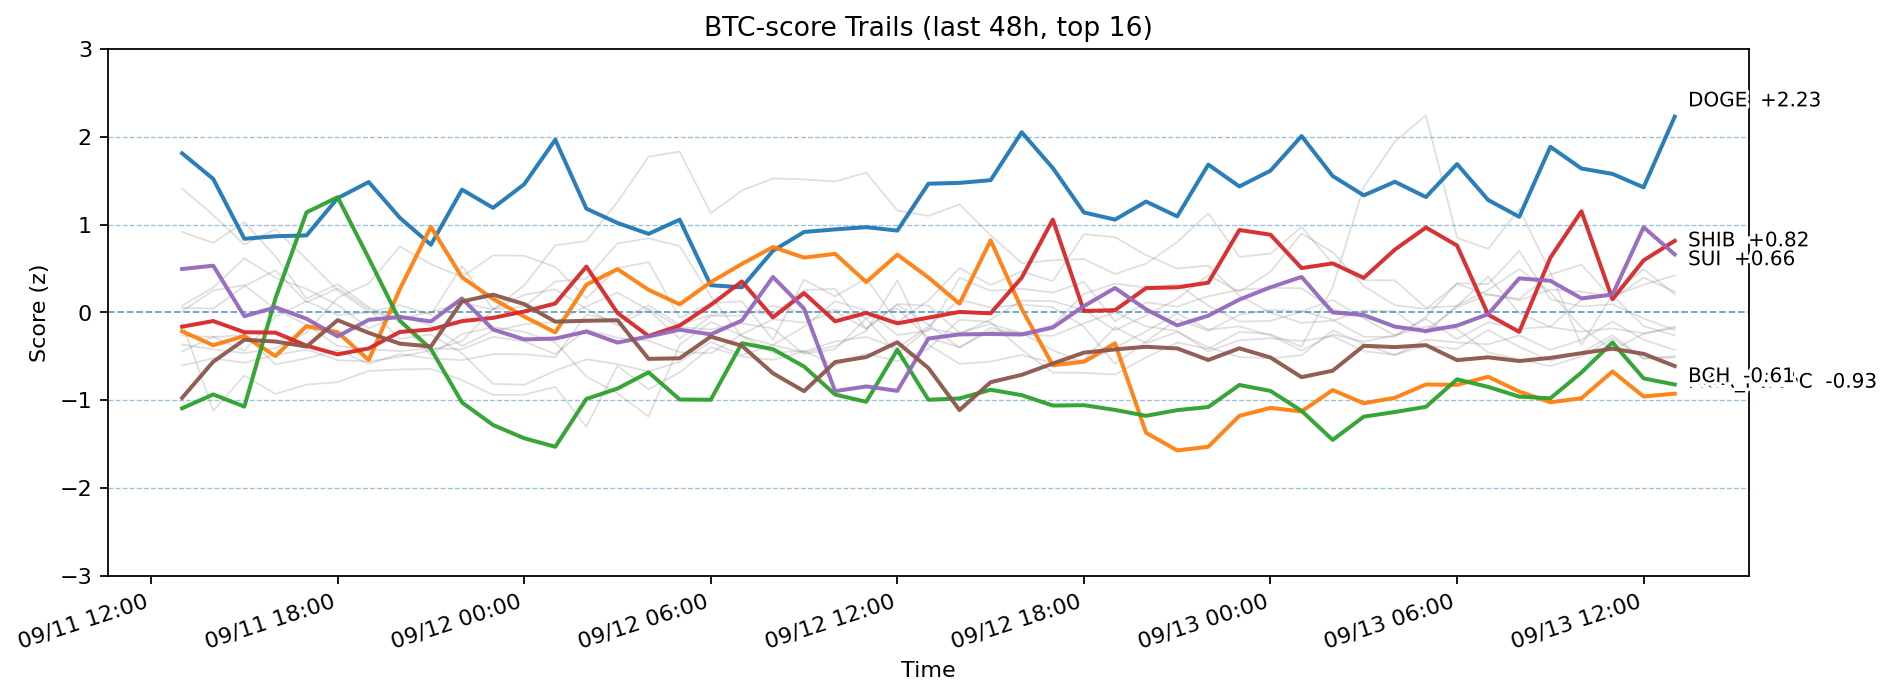 BTC-score Trails (last 48h, top 16)
3
2
1
0
−1
−2
−3
Score (z)
DOGE +2.23
SHIB +0.82
SUI +0.66
BCH -0.61
-0.93
09/11 12:00
09/11 18:00
09/12 00:00
09/12 06:00
09/12 12:00
09/12 18:00
09/13 00:00
09/13 06:00
09/13 12:00
Time